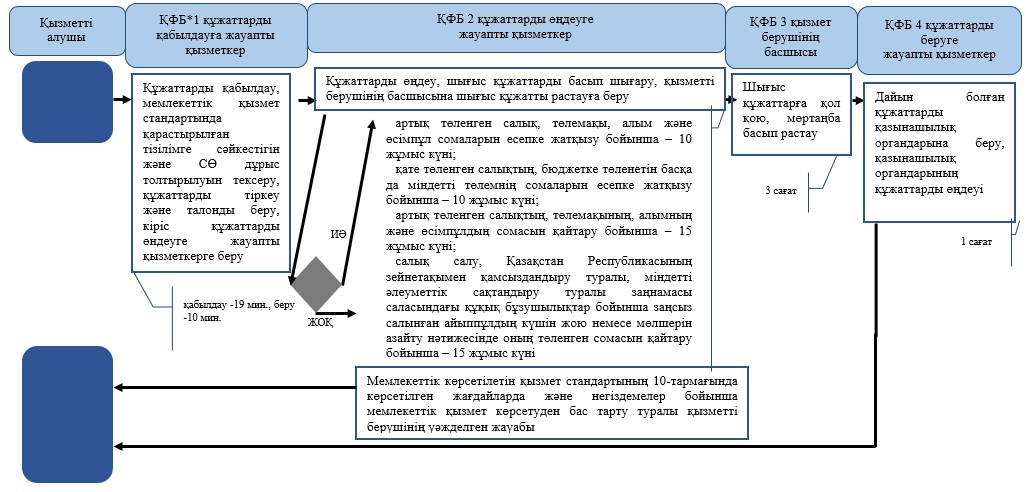 Қызметті
алушы
ҚФБ*1 құжаттарды
қабылдауға жауапты
қызметкер
ҚФБ 2 құжаттарды өңдеуге
жауапты қызметкер
ҚФБ 3 қызмет
берушінің
басшысы
ҚФБ 4 құжаттарды
беруге
жауапты қызметкер
Құжаттарды қабылдау,
мемлекеттік қызмет
стандартында
қарастырылған
тізілімге сәйкестігін
және СӨ дұрыс
толтырылуын тексеру,
құжаттарды тіркеу
және талонды беру,
кіріс құжаттарды
өңдеуге жауапты
қызметкерге беру
қабылдау -19 мин., беру
-10 мин.
Құжаттарды өңдеу, шығыс құжаттарды басып шығару, қызметті
берушінің басшысына шығыс құжатты растауға беру
ИӘ
ЖОҚ
артық төленген салық, төлемақы, алым және
өсімпұл сомаларын есепке жатқызу бойынша – 10
жұмыс күні;
қате төленген салықтың, бюджетке төленетін басқа
да міндетті төлемнің сомаларын есепке жатқызу
бойынша – 10 жұмыс күні;
артық төленген салықтың, төлемақының, алымның
және өсімпұлдың сомасын қайтару бойынша – 15
жұмыс күні;
салық салу, Қазақстан Республикасының
зейнетақымен қамсыздандыру туралы, міндетті
әлеуметтік сақтандыру туралы заңнамасы
саласындағы құқық бұзушылықтар бойынша заңсыз
салынған айыппұлдың күшін жою немесе мөлшерін
азайту нәтижесінде оның төленген сомасын қайтару
бойынша – 15 жұмыс күні
Шығыс
құжаттарға қол
қою, мөртаңба
басып растау
3 сағат
Дайын болған
құжаттарды
қазынашылық
органдарына беру,
қазынашылық
органдарының
құжаттарды өңдеуі
1 сағат
Мемлекеттік көрсетілетін қызмет стандартының 10-тармағында
көрсетілген жағдайларда және негіздемелер бойынша
мемлекеттік қызмет көрсетуден бас тарту туралы қызметті
берушінің уәжделген жауабы